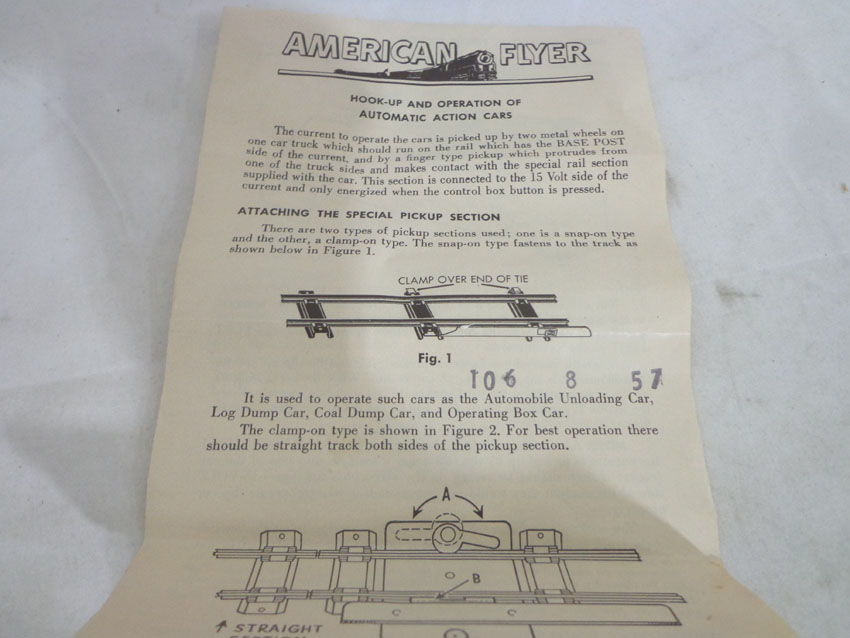 AMERICAN FLYER
HOOK-UP AND OPERATION OF
AUTOMATIC ACTION CARS
The current to operate the cars is picked up by two metal wheels on
one car truck which should run on the rail which has the BASE POST
side of the current, and by a finger type pickup which protrudes from
one of the truck sides and makes contact with the special rail section
supplied with the car. This section is connected to the 15 Volt side of the
current and only energized when the control box button is pressed.
ATTACHING THE SPECIAL PICKUP SECTION
There are two types of pickup sections used; one is a snap-on type
and the other, a clamp-on type. The snap-on type fastens to the track as
shown below in Figure 1.
CLAMP OVER END OF TIE
Fig. 1
106 8 57
It is used to operate such cars as the Automobile Unloading Car,
Log Dump Car, Coal Dump Car, and Operating Box Car.
The clamp-on type is shown in Figure 2. For best operation there
should be straight track both sides of the pickup section.
A
B
STRAIGHT